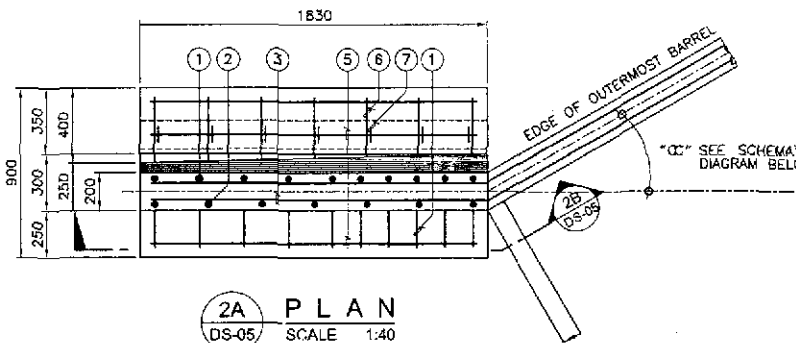 1830
1 2 3 5 6 7 1
EDGE OF OUTERMOST BARREL
900
350
300
250
400
250
200
"α" SEE SCHEMAT
DIAGRAM BELO
2B
DS-05
2A
DS-05
PLAN
SCALE 1:40